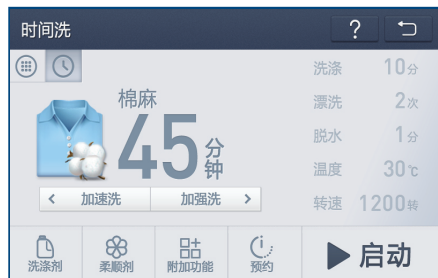 时间洗 ?
棉麻
45分钟
< 加速洗 加强洗 >
洗涤 10分
漂洗 2次
脱水 1分
温度 30℃
转速 1200转
洗涤剂 柔顺剂 附加功能 预约 启动